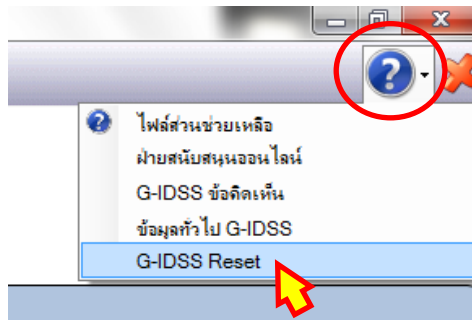 ไฟล์ส่วนช่วยเหลือ
ฝ่ายสนับสนุนออนไลน์
G-IDSS ข้อคิดเห็น
ข้อมูลทั่วไป G-IDSS
G-IDSS Reset